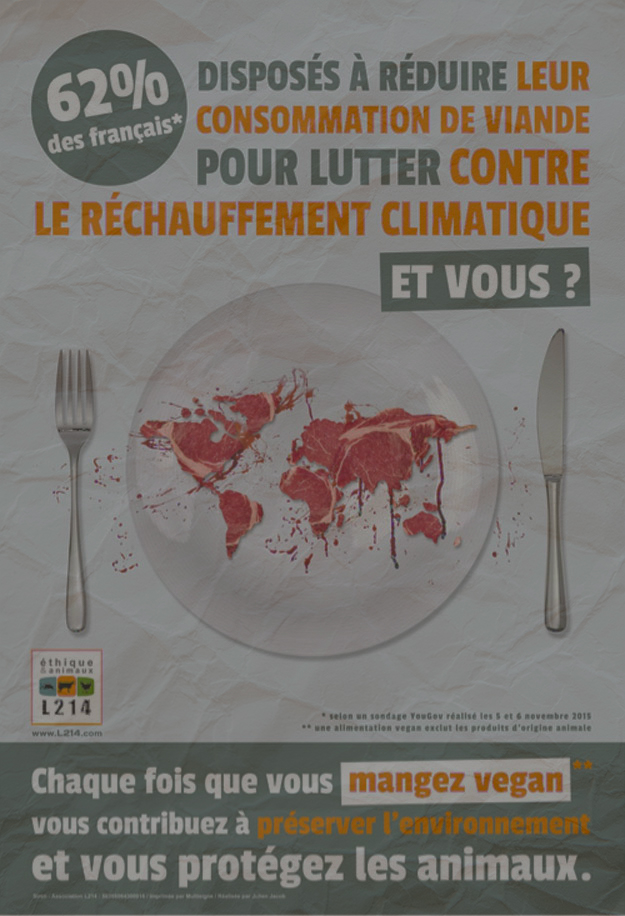 62%
des français*
DISPOSÉS À RÉDUIRE LEUR
CONSOMMATION DE VIANDE
POUR LUTTER CONTRE
LE RÉCHAUFFEMENT CLIMATIQUE
ET VOUS ?
éthique
& animaux
L214
www.L214.com
* selon un sondage YouGov réalisé les 5 et 6 novembre 2015
** une alimentation vegan exclut les produits d'origine animale
Chaque fois que vous mangez vegan**
vous contribuez à préserver l'environnement
et vous protégez les animaux.